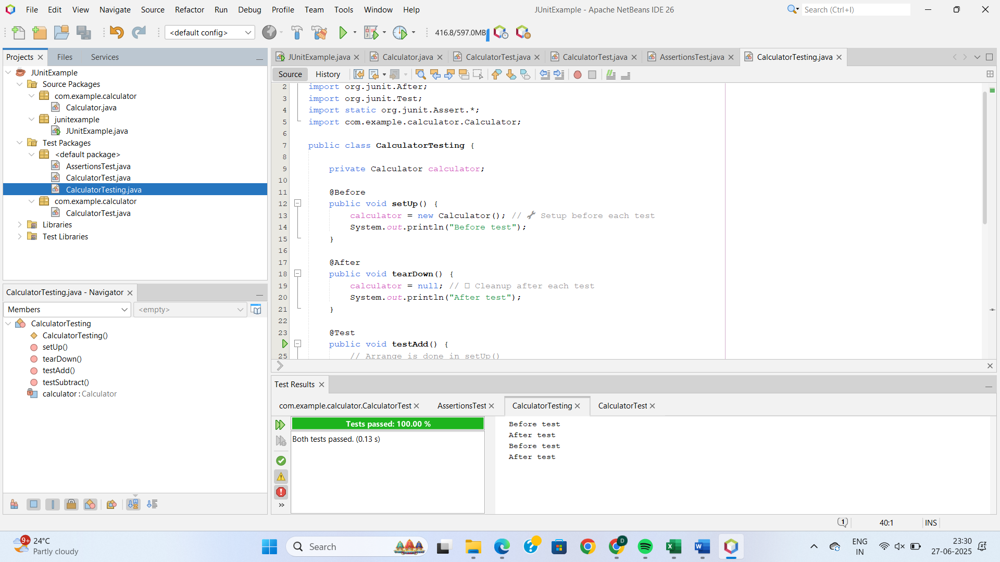 File Edit View Navigate Source Refactor Run Debug Profile Team Tools Window Help
JUnitExample - Apache NetBeans IDE 26
Search (Ctrl+I)
<default config>
416.8/597.0MB
Projects
Files
Services
JUnitExample
Source Packages
com.example.calculator
Calculator.java
junitexample
JUnitExample.java
Test Packages
<default package>
AssertionsTest.java
CalculatorTest.java
CalculatorTesting.java
com.example.calculator
CalculatorTest.java
Libraries
Test Libraries
CalculatorTesting.java - Navigator
Members
<empty>
CalculatorTesting
CalculatorTesting()
setUp()
tearDown()
testAdd()
testSubtract()
calculator : Calculator
JUnitExample.java
Calculator.java
CalculatorTest.java
CalculatorTest.java
AssertionsTest.java
CalculatorTesting.java
Source
History
2 import org.junit.After;
3 import org.junit.Test;
4 import static org.junit.Assert.*;
5 import com.example.calculator.Calculator;
6
7 public class CalculatorTesting {
8
9 private Calculator calculator;
10
11 @Before
12 public void setUp() {
13 calculator = new Calculator(); // 🔧 Setup before each test
14 System.out.println("Before test");
15 }
16
17 @After
18 public void tearDown() {
19 calculator = null; // □ Cleanup after each test
20 System.out.println("After test");
21 }
22
23 @Test
public void testAdd() {
25 // Arrange is done in setUp()
Test Results
com.example.calculator.CalculatorTest
AssertionsTest
CalculatorTesting
CalculatorTest
Tests passed: 100.00 %
Both tests passed. (0.13 s)
Before test
After test
Before test
After test
1
40:1
INS
9+
24°C
Partly cloudy
Search
D
ENG
IN
23:30
27-06-2025